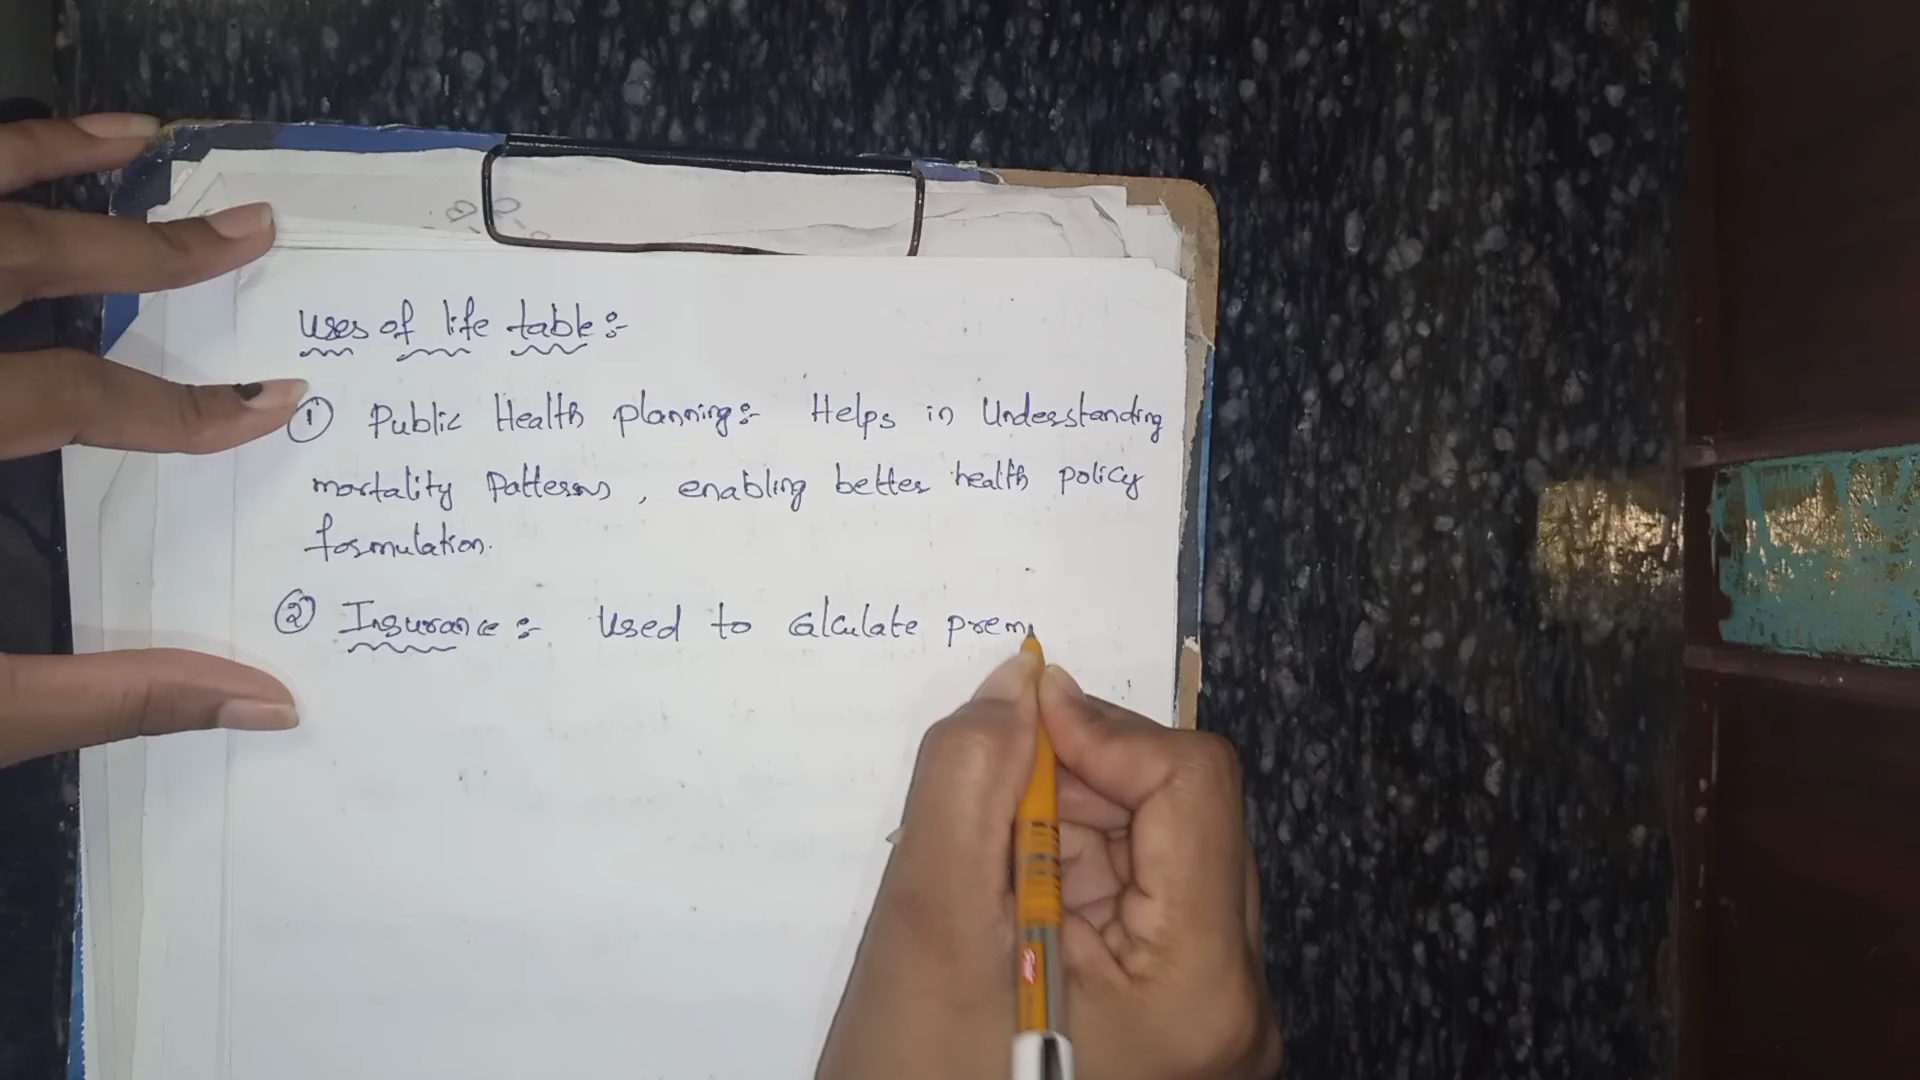 Uses of life table:-
① Public Health planning:- Helps in Understanding
mortality Patterns, enabling better health policy
formulation.
② Insurance:- Used to calculate prem